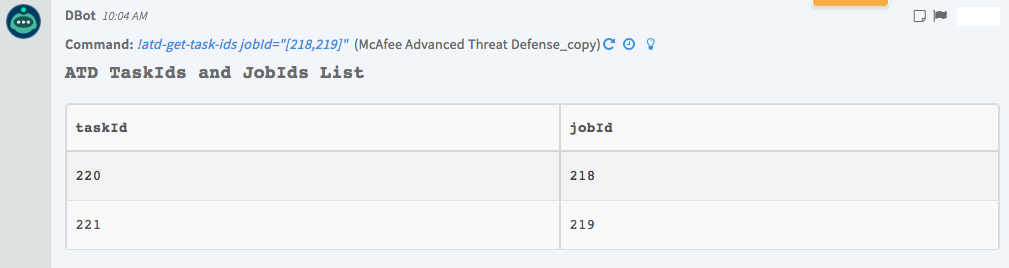 DBot 10:04 AM
Command: !atd-get-task-ids jobId="[218,219]" (McAfee Advanced Threat Defense_copy)
ATD TaskIds and JobIds List
taskId jobId
220 218
221 219